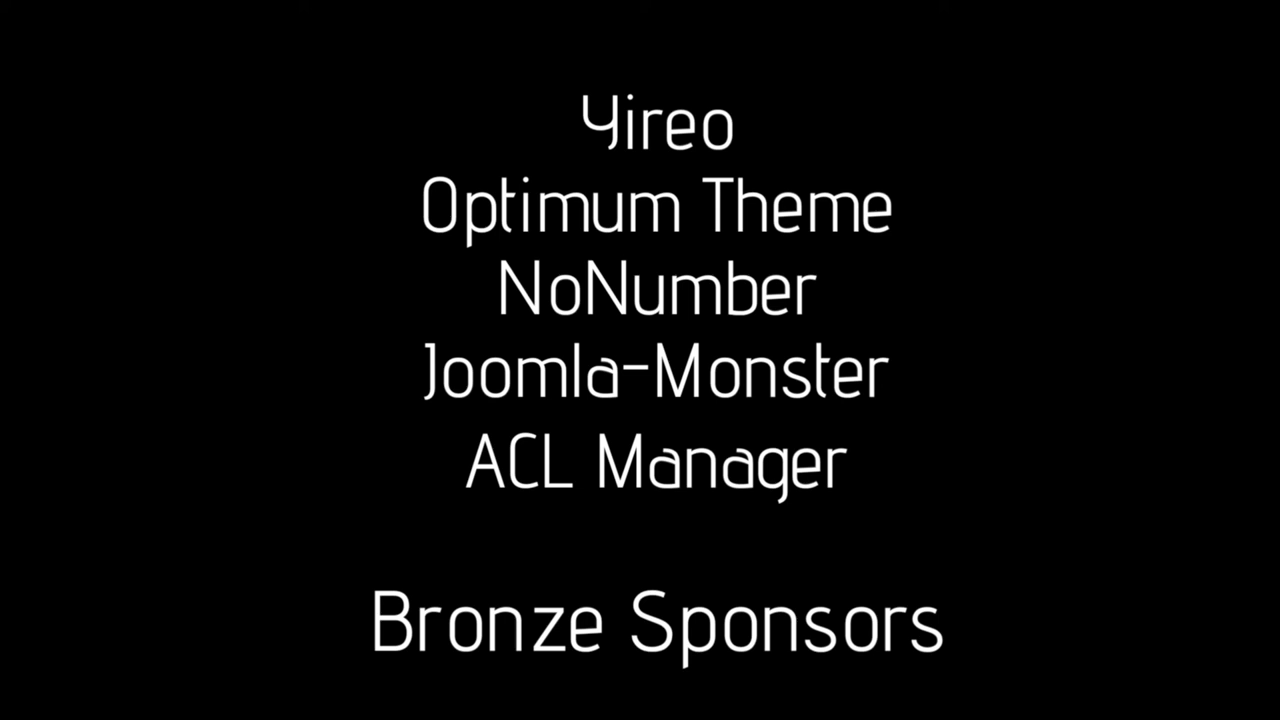 Yireo
Optimum Theme
NoNumber
Joomla-Monster
ACL Manager
Bronze Sponsors